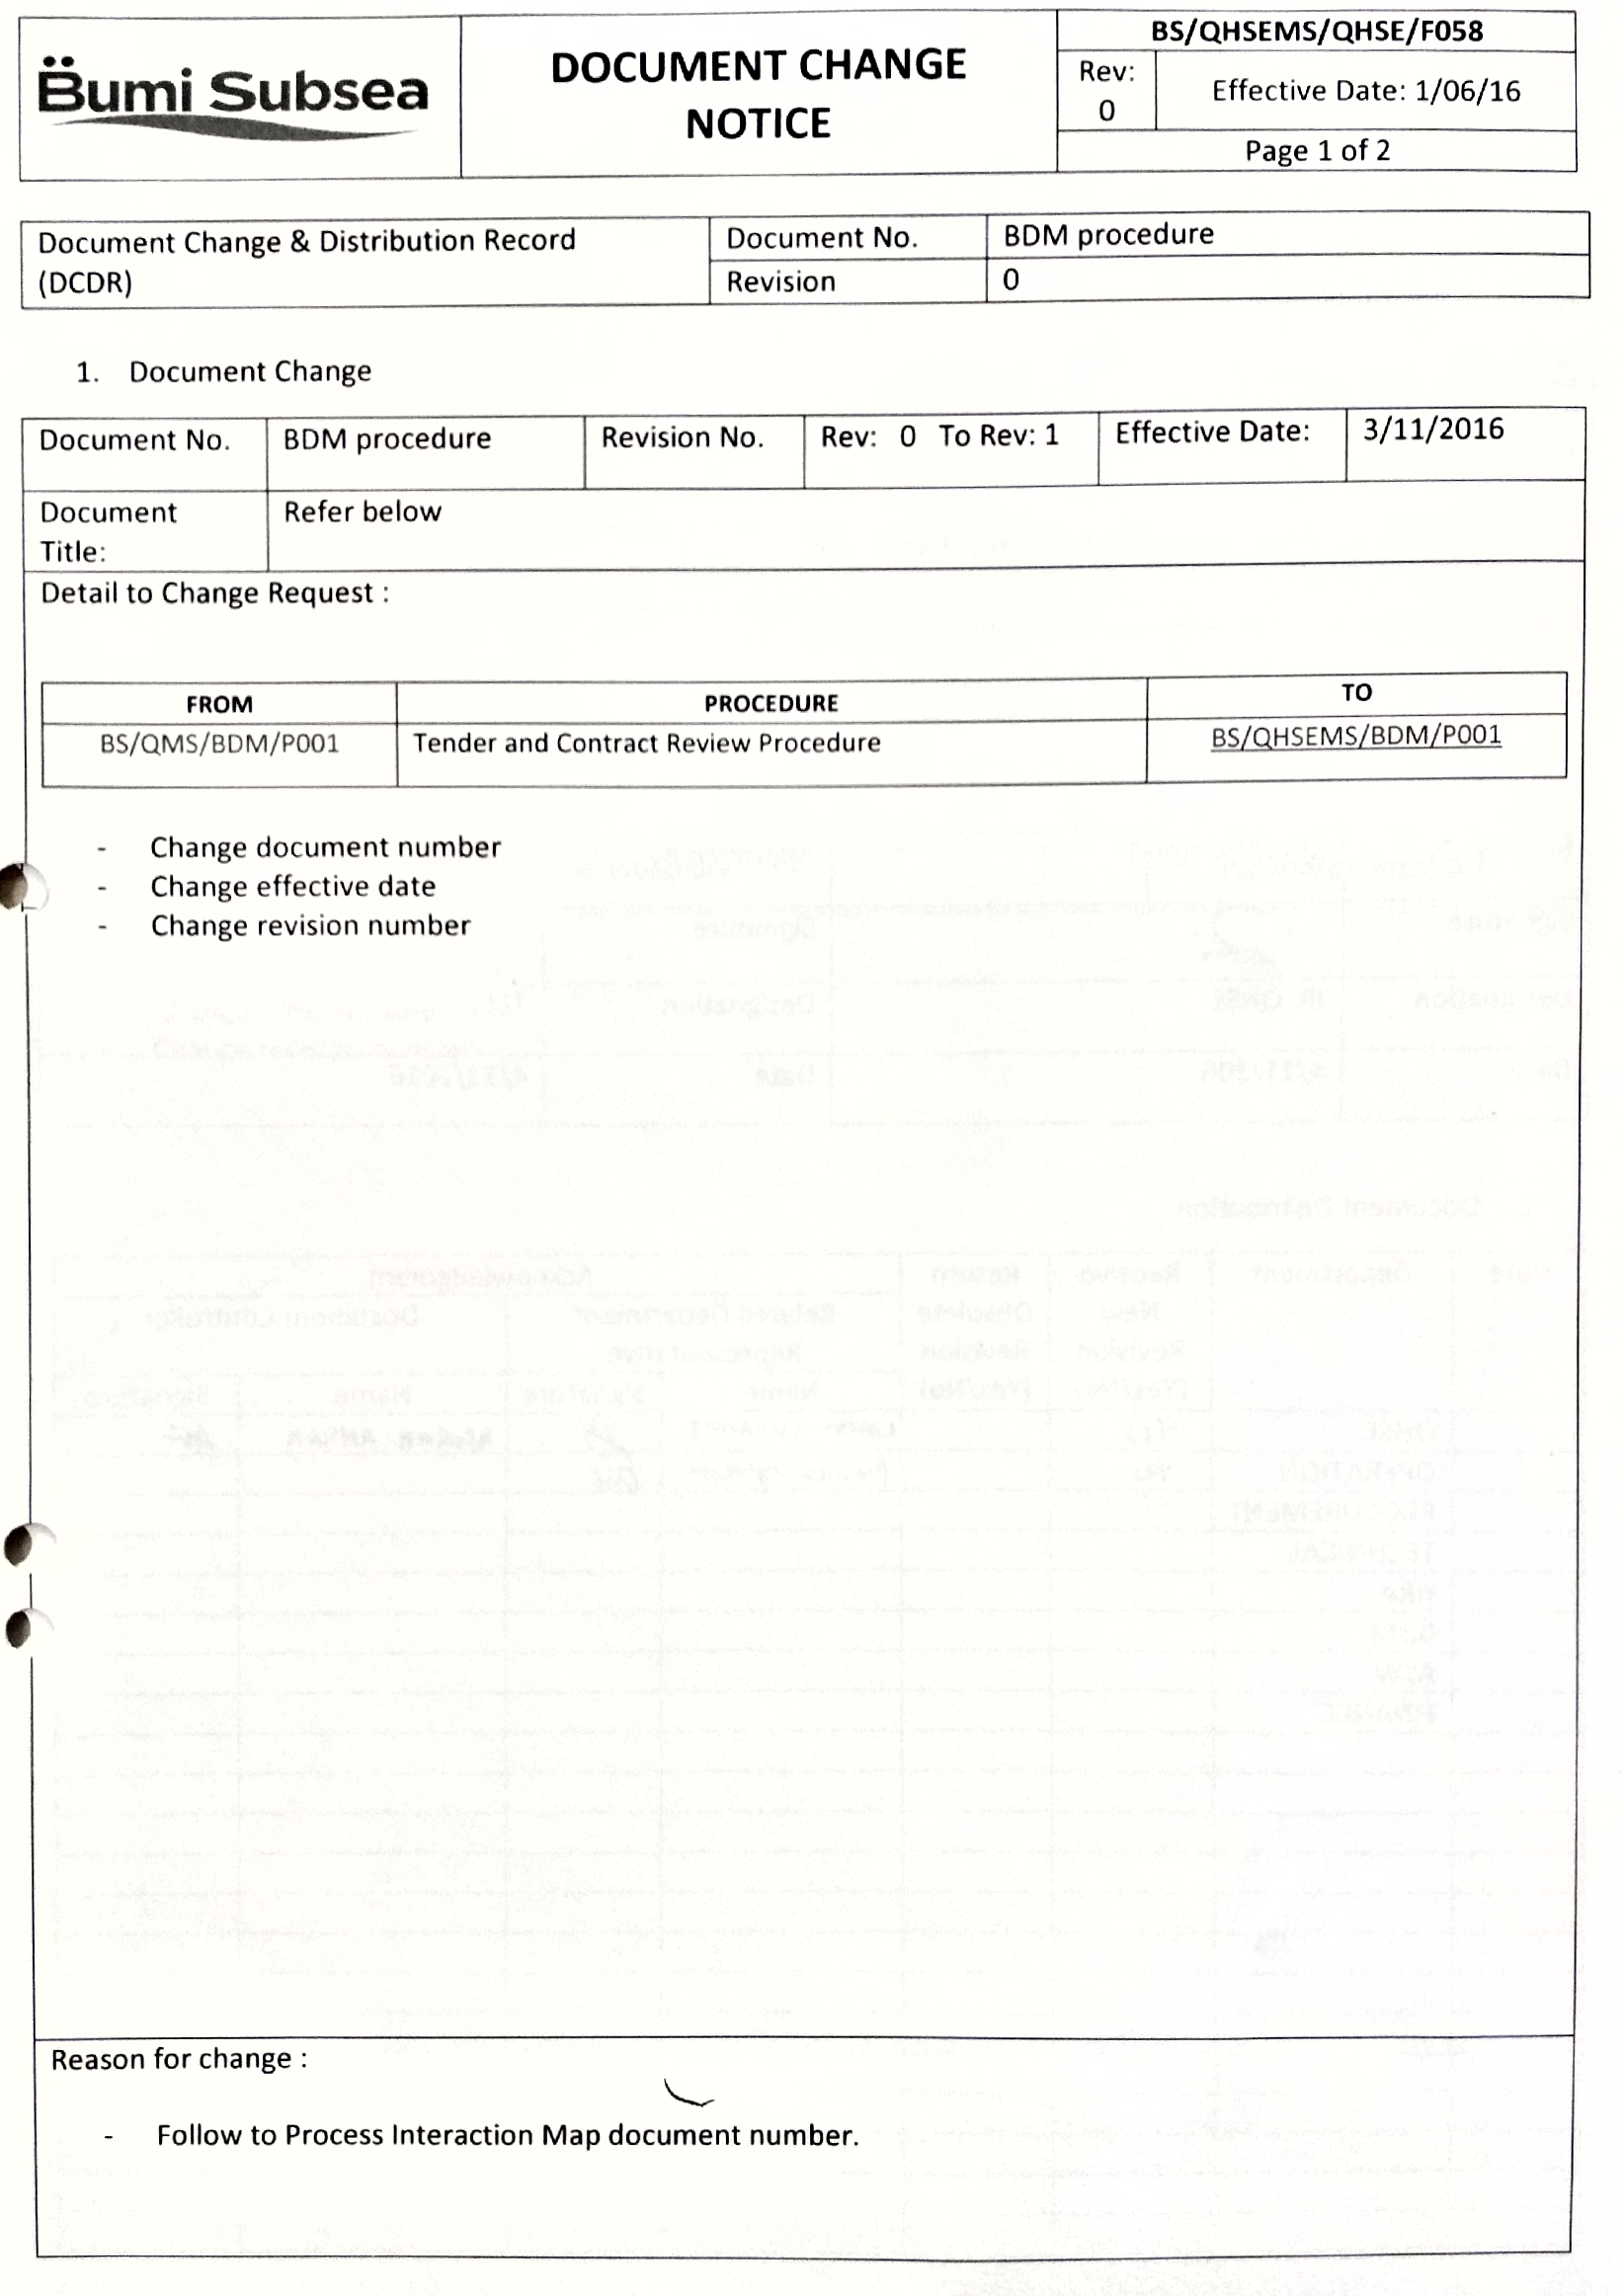 Bumi Subsea
DOCUMENT CHANGE
NOTICE
BS/QHSEMS/QHSE/F058
Rev:
0
Effective Date: 1/06/16
Page 1 of 2
Document Change & Distribution Record
(DCDR)
Document No.
BDM procedure
Revision
0
1. Document Change
Document No.
BDM procedure
Revision No.
Rev: 0 To Rev: 1
Effective Date:
3/11/2016
Document
Title:
Refer below
Detail to Change Request :
FROM
PROCEDURE
TO
BS/QMS/BDM/P001
Tender and Contract Review Procedure
BS/QHSEMS/BDM/P001
- Change document number
- Change effective date
- Change revision number
Reason for change :
- Follow to Process Interaction Map document number.